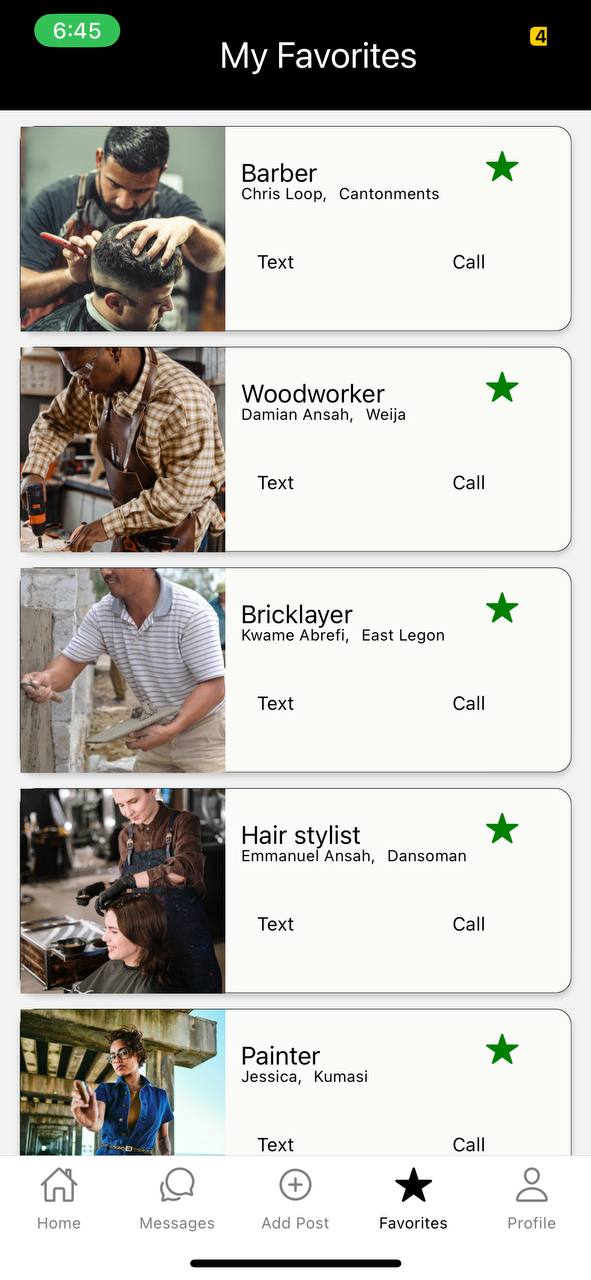 6:45
4
My Favorites
Barber
Chris Loop, Cantonments
Text Call
Woodworker
Damian Ansah, Weija
Text Call
Bricklayer
Kwame Abrefi, East Legon
Text Call
Hair stylist
Emmanuel Ansah, Dansoman
Text Call
Painter
Jessica, Kumasi
Text Call
Home Messages Add Post Favorites Profile